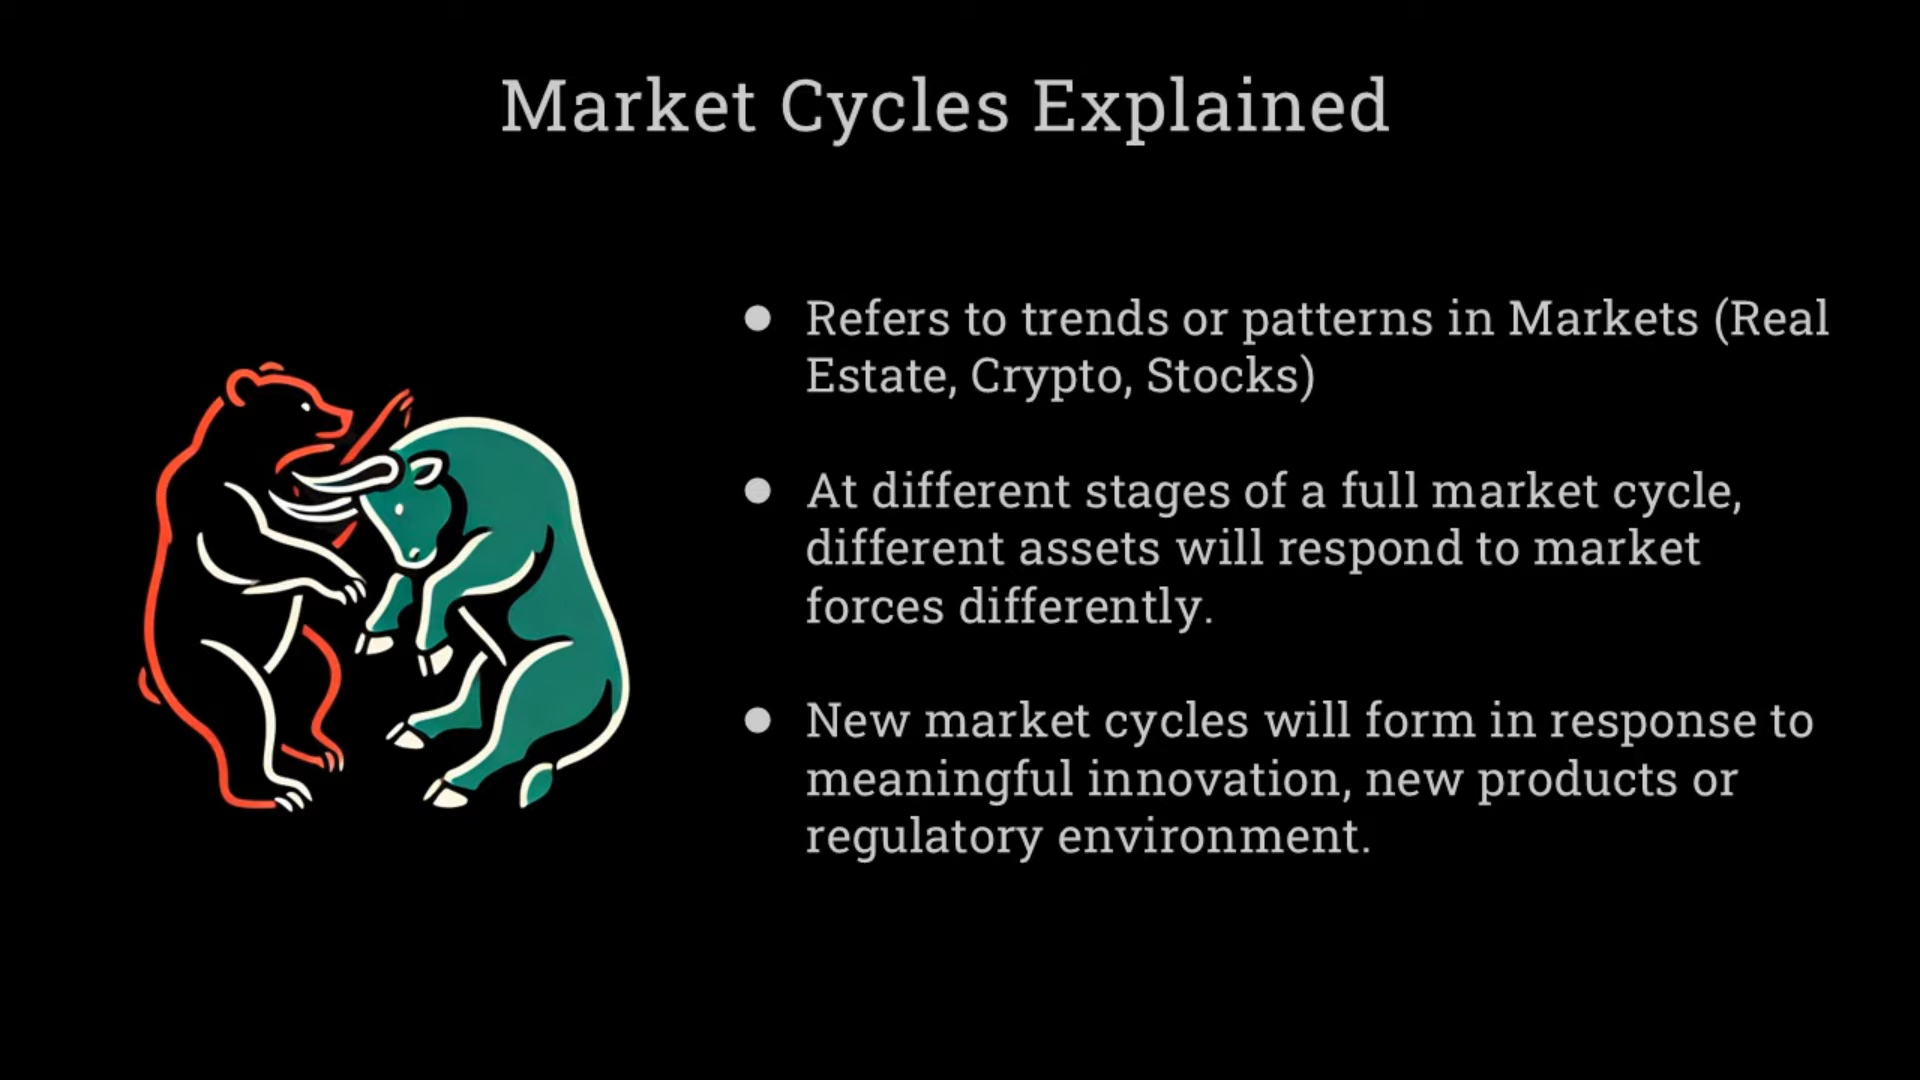 Market Cycles Explained
● Refers to trends or patterns in Markets (Real
Estate, Crypto, Stocks)
● At different stages of a full market cycle,
different assets will respond to market
forces differently.
● New market cycles will form in response to
meaningful innovation, new products or
regulatory environment.